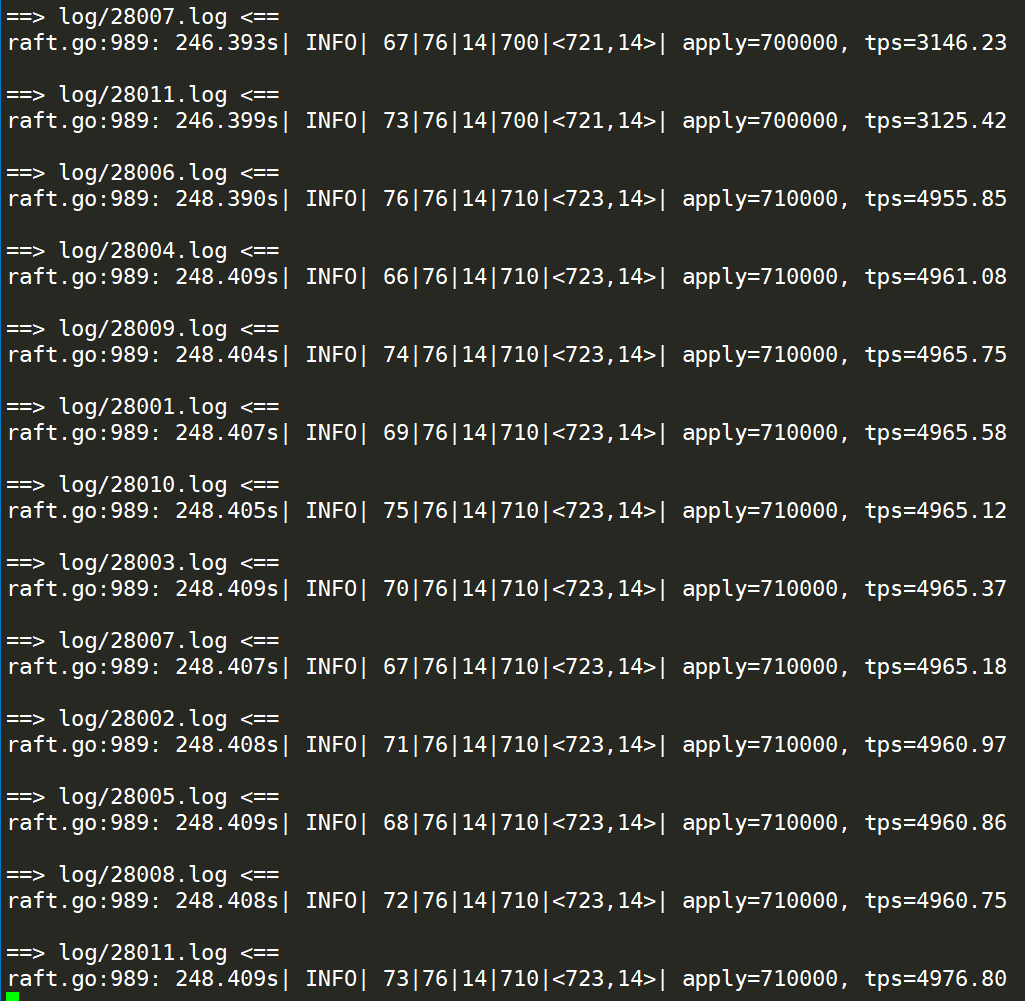 ==> log/28007.log <==
raft.go:989: 246.393s| INFO| 67|76|14|700|<721,14>| apply=700000, tps=3146.23
==> log/28011.log <==
raft.go:989: 246.399s| INFO| 73|76|14|700|<721,14>| apply=700000, tps=3125.42
==> log/28006.log <==
raft.go:989: 248.390s| INFO| 76|76|14|710|<723,14>| apply=710000, tps=4955.85
==> log/28004.log <==
raft.go:989: 248.409s| INFO| 66|76|14|710|<723,14>| apply=710000, tps=4961.08
==> log/28009.log <==
raft.go:989: 248.404s| INFO| 74|76|14|710|<723,14>| apply=710000, tps=4965.75
==> log/28001.log <==
raft.go:989: 248.407s| INFO| 69|76|14|710|<723,14>| apply=710000, tps=4965.58
==> log/28010.log <==
raft.go:989: 248.405s| INFO| 75|76|14|710|<723,14>| apply=710000, tps=4965.12
==> log/28003.log <==
raft.go:989: 248.409s| INFO| 70|76|14|710|<723,14>| apply=710000, tps=4965.37
==> log/28007.log <==
raft.go:989: 248.407s| INFO| 67|76|14|710|<723,14>| apply=710000, tps=4965.18
==> log/28002.log <==
raft.go:989: 248.408s| INFO| 71|76|14|710|<723,14>| apply=710000, tps=4960.97
==> log/28005.log <==
raft.go:989: 248.409s| INFO| 68|76|14|710|<723,14>| apply=710000, tps=4960.86
==> log/28008.log <==
raft.go:989: 248.408s| INFO| 72|76|14|710|<723,14>| apply=710000, tps=4960.75
==> log/28011.log <==
raft.go:989: 248.409s| INFO| 73|76|14|710|<723,14>| apply=710000, tps=4976.80